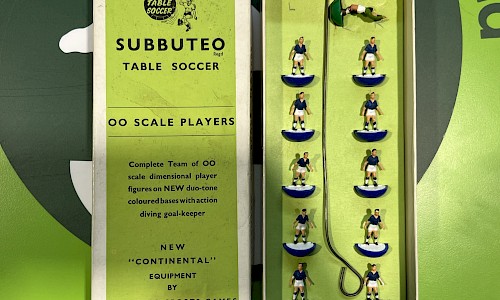 TABLE
SOCCER
SUBBUTEO
Regd
TABLE SOCCER
OO SCALE PLAYERS
Complete Team of OO
scale dimensional player
figures on NEW duo-tone
coloured bases with action
diving goal-keeper
NEW
"CONTINENTAL"
EQUIPMENT
BY